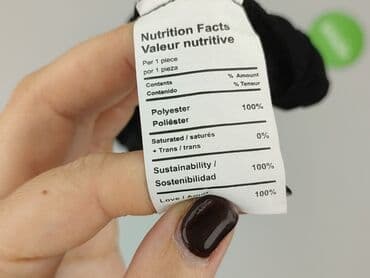 Nutrition Facts
Valeur nutritive
Per 1 piece
por 1 pieza
Contents % Amount
Contenido % Teneur
Polyester 100%
Poliéster
Saturated / saturés 0%
+ Trans / trans
Sustainability / 100%
Sostenibilidad
Love / 100%